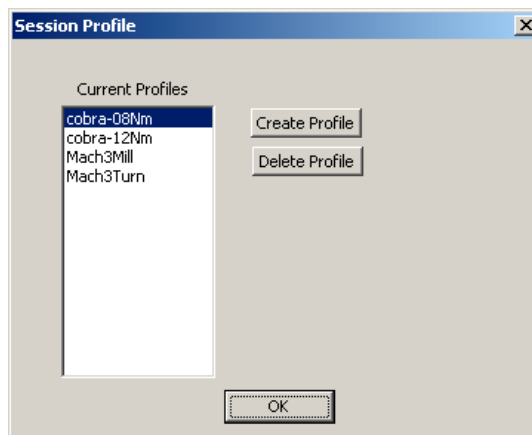 Session Profile
Current Profiles
cobra-08Nm
Create Profile
cobra-12Nm
Mach3Mill
Delete Profile
Mach3Turn
OK